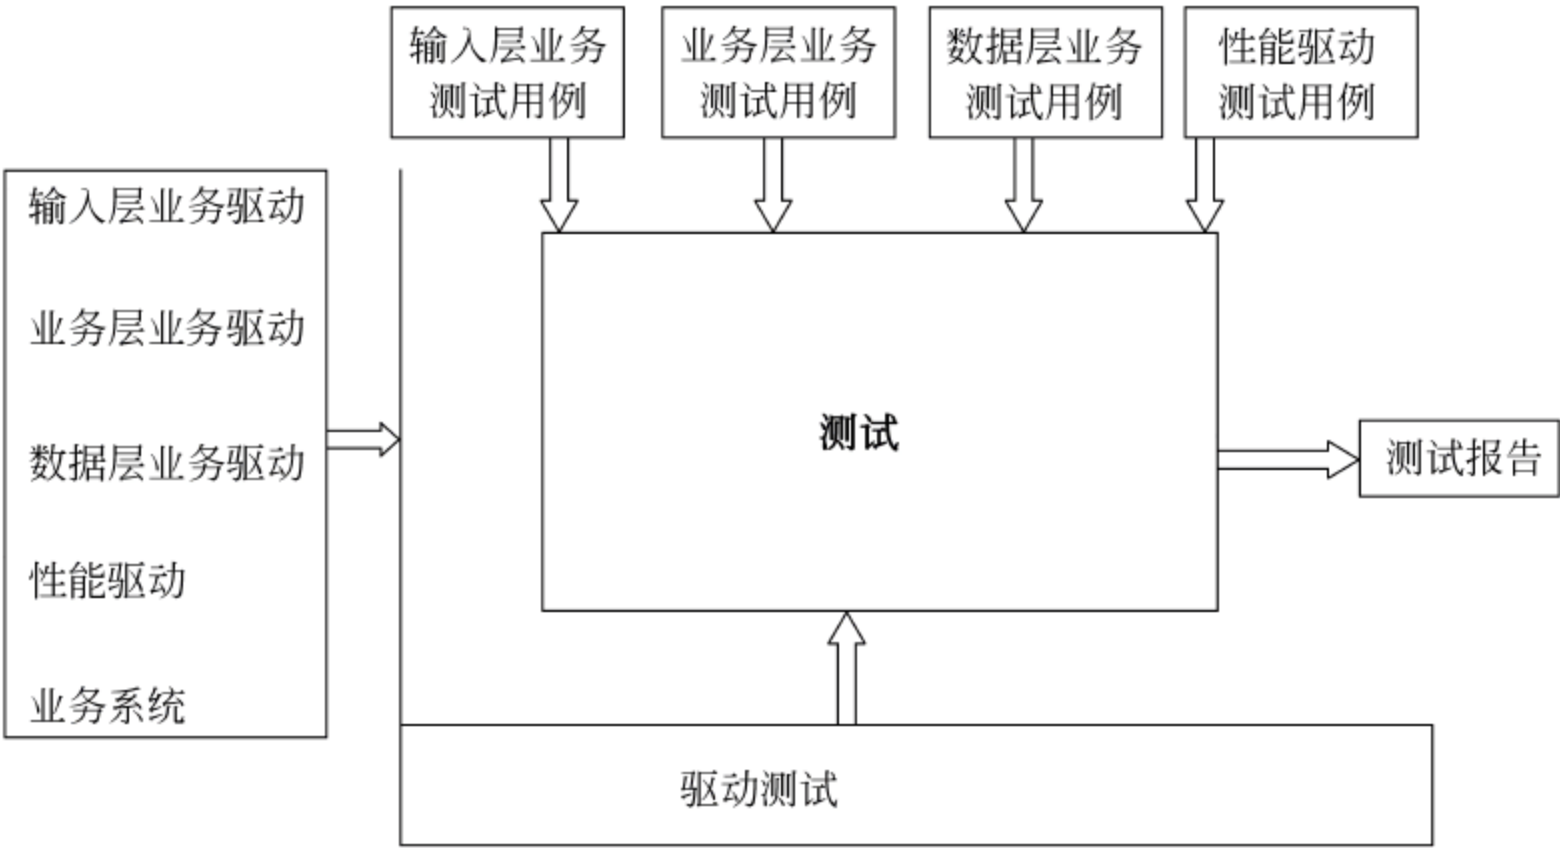 输入层业务
测试用例
业务层业务
测试用例
数据层业务
测试用例
性能驱动
测试用例
输入层业务驱动
业务层业务驱动
数据层业务驱动
性能驱动
业务系统
测试
测试报告
驱动测试